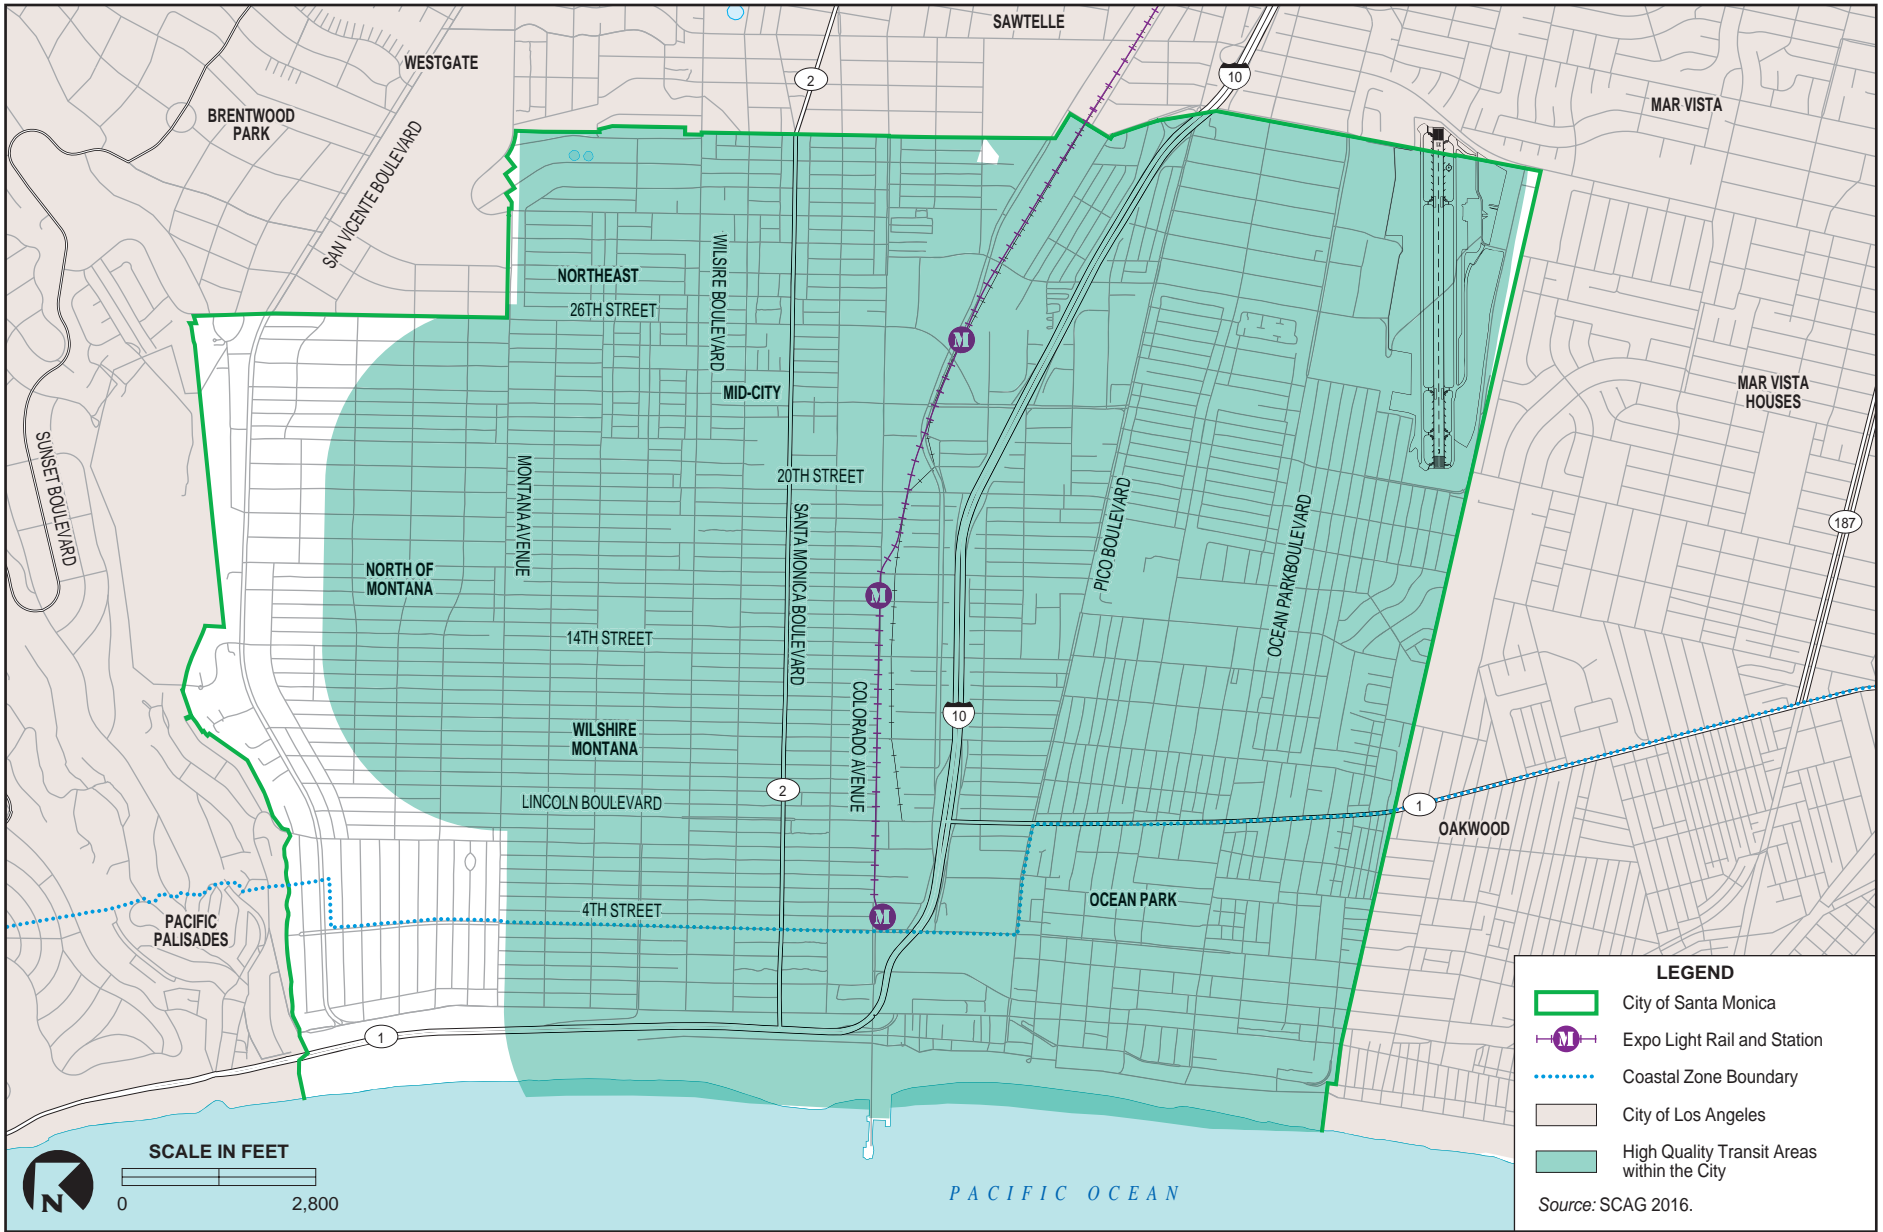 SAWTELLE
WESTGATE
2
10
MAR VISTA
BRENTWOOD
PARK
SAN VICENTE BOULEVARD
WILSIRE BOULEVARD
NORTHEAST
26TH STREET
M
MID-CITY
MAR VISTA
HOUSES
SUNSET BOULEVARD
MONTANA AVENUE
20TH STREET
SANTA MONICA BOULEVARD
PICO BOULEVARD
OCEAN PARKBOULEVARD
187
NORTH OF
MONTANA
M
14TH STREET
COLORADO AVENUE
10
WILSHIRE
MONTANA
2
LINCOLN BOULEVARD
1
OAKWOOD
OCEAN PARK
4TH STREET
M
PACIFIC
PALISADES
1
LEGEND
City of Santa Monica
M
Expo Light Rail and Station
Coastal Zone Boundary
City of Los Angeles
High Quality Transit Areas
within the City
Source: SCAG 2016.
SCALE IN FEET
0 2,800
N
PACIFIC OCEAN